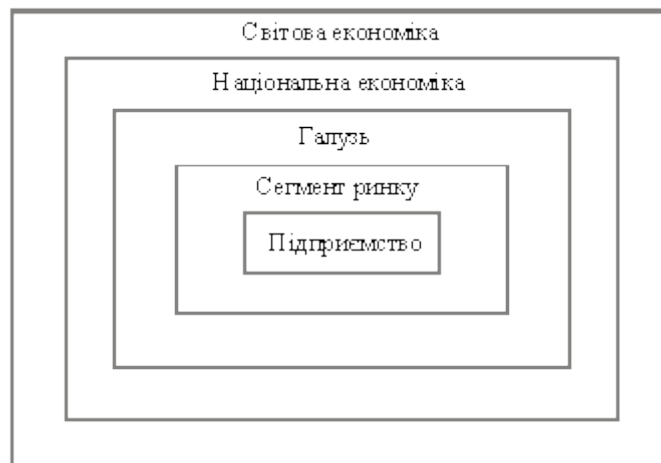 Світова економіка
Національна економіка
Галузь
Сегмент ринку
Підприємство